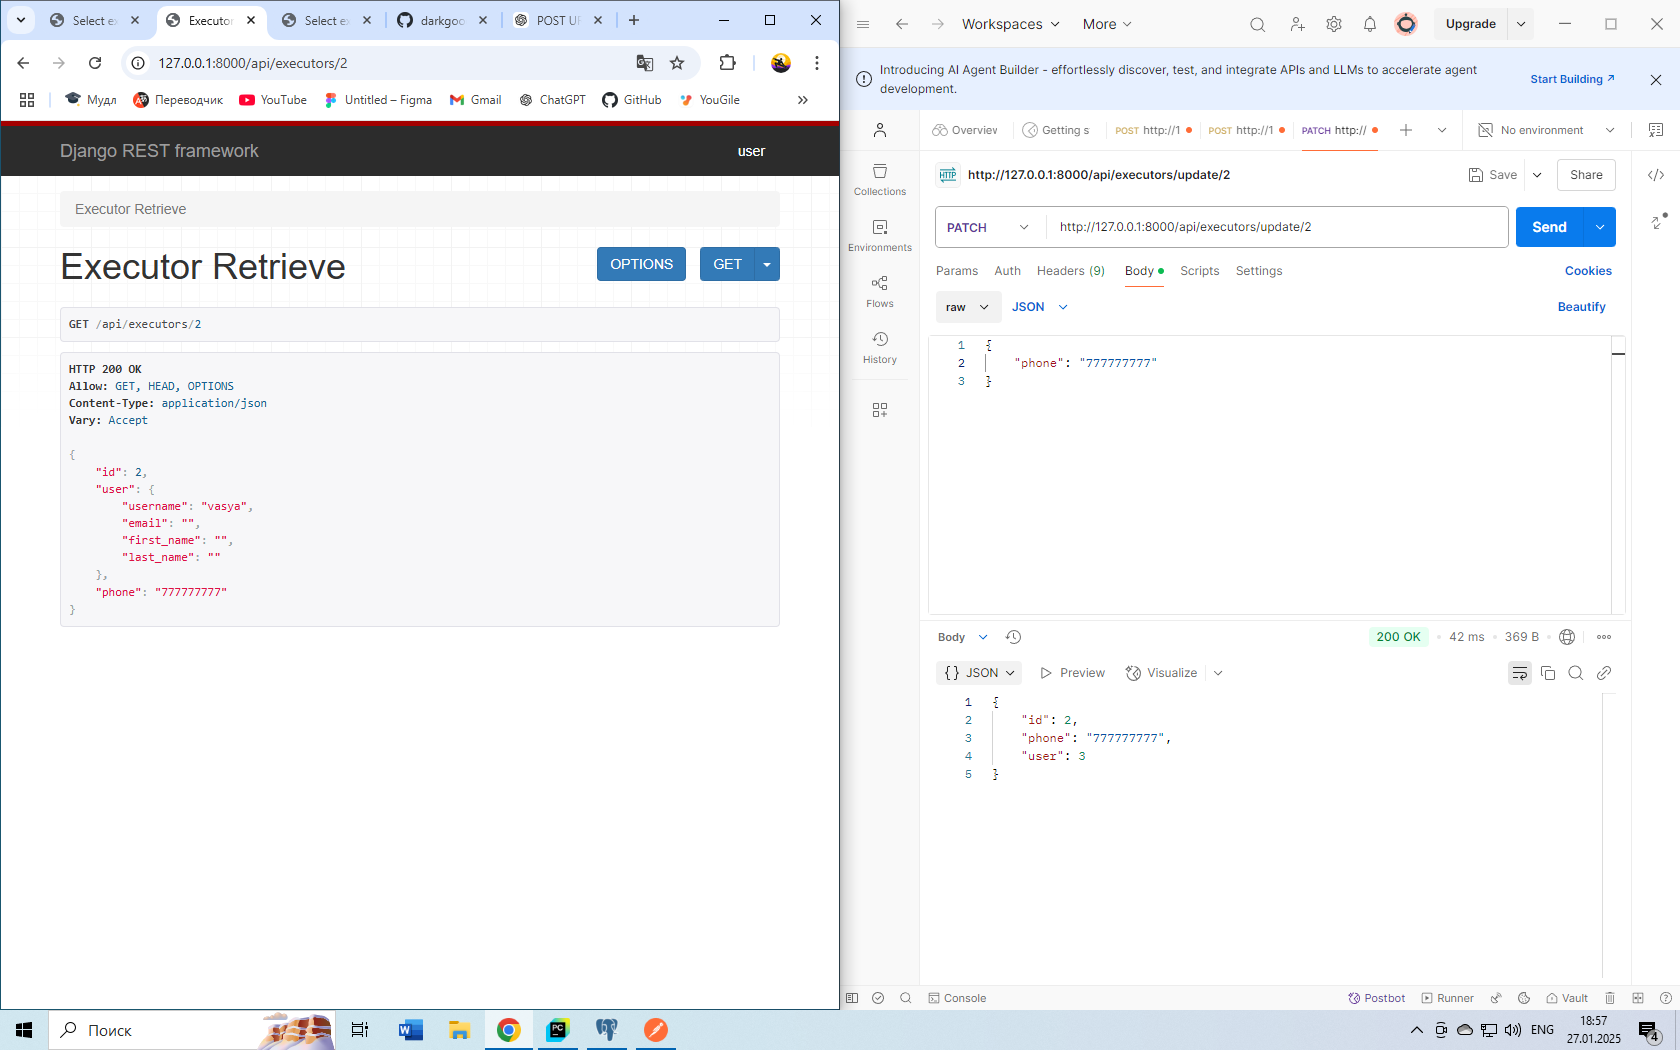 Select ex
Executor
Select ex
darkgoo
POST UF
127.0.0.1:8000/api/executors/2
Мудл
Переводчик
YouTube
Untitled – Figma
Gmail
ChatGPT
GitHub
YouGile
Django REST framework
user
Executor Retrieve
Executor Retrieve
OPTIONS
GET
GET /api/executors/2
HTTP 200 OK
Allow: GET, HEAD, OPTIONS
Content-Type: application/json
Vary: Accept
{
"id": 2,
"user": {
"username": "vasya",
"email": "",
"first_name": "",
"last_name": ""
},
"phone": "777777777"
}
Workspaces
More
Upgrade
Introducing AI Agent Builder - effortlessly discover, test, and integrate APIs and LLMs to accelerate agent
development.
Start Building
Overview
Getting s
POST http://1
POST http://1
PATCH http://
No environment
Collections
Environments
Flows
History
HTTP
http://127.0.0.1:8000/api/executors/update/2
Save
Share
PATCH
http://127.0.0.1:8000/api/executors/update/2
Send
Params
Auth
Headers (9)
Body
Scripts
Settings
Cookies
raw
JSON
Beautify
1 {
2 "phone": "777777777"
3 }
Body
200 OK
42 ms
369 B
{} JSON
Preview
Visualize
1 {
2 "id": 2,
3 "phone": "777777777",
4 "user": 3
5 }
Console
Postbot
Runner
Vault
Поиск
ENG
18:57
27.01.2025
4